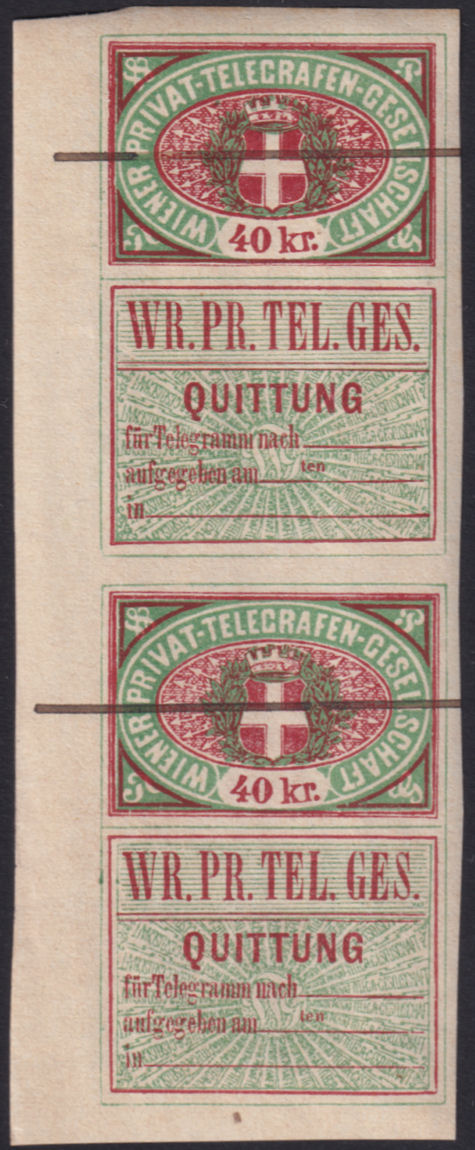 WIENER PRIVAT-TELEGRAFEN-GESELLSCHAFT
40 kr.
WR. PR. TEL. GES.
QUITTUNG
für Telegramm nach
aufgegeben am ten
in
WIENER PRIVAT-TELEGRAFEN-GESELLSCHAFT
40 kr.
WR. PR. TEL. GES.
QUITTUNG
für Telegramm nach
aufgegeben am ten
in